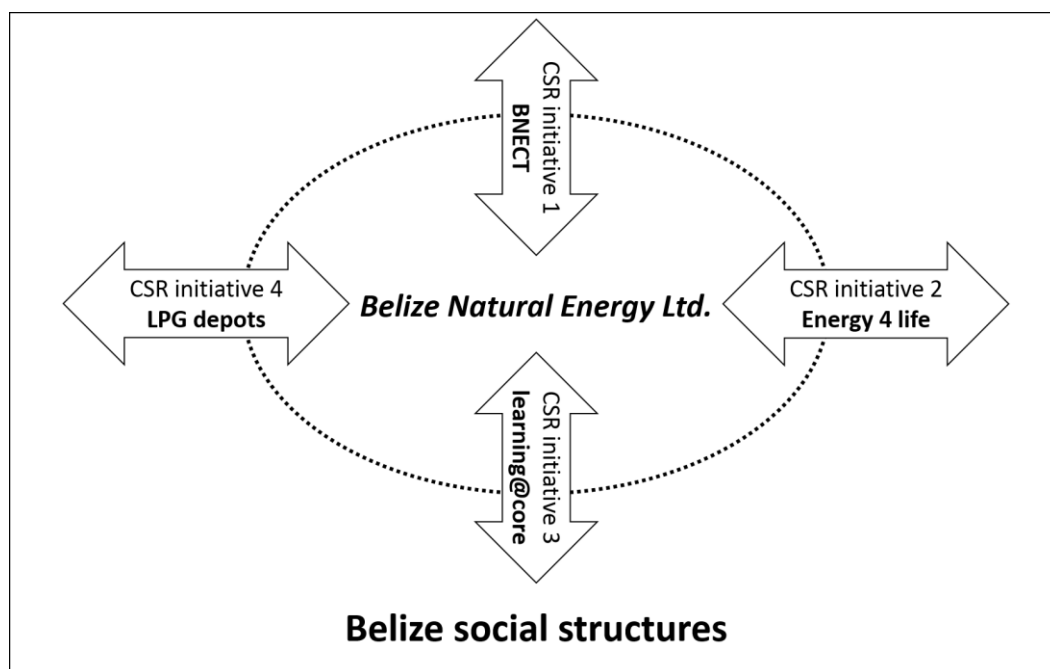 CSR initiative 1
BNECT
CSR initiative 4
LPG depots
Belize Natural Energy Ltd.
CSR initiative 2
Energy 4 life
CSR initiative 3
learning@core
Belize social structures